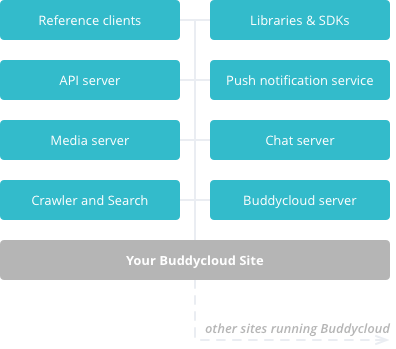 Reference clients
Libraries & SDKs
API server
Push notification service
Media server
Chat server
Crawler and Search
Buddycloud server
Your Buddycloud Site
other sites running Buddycloud